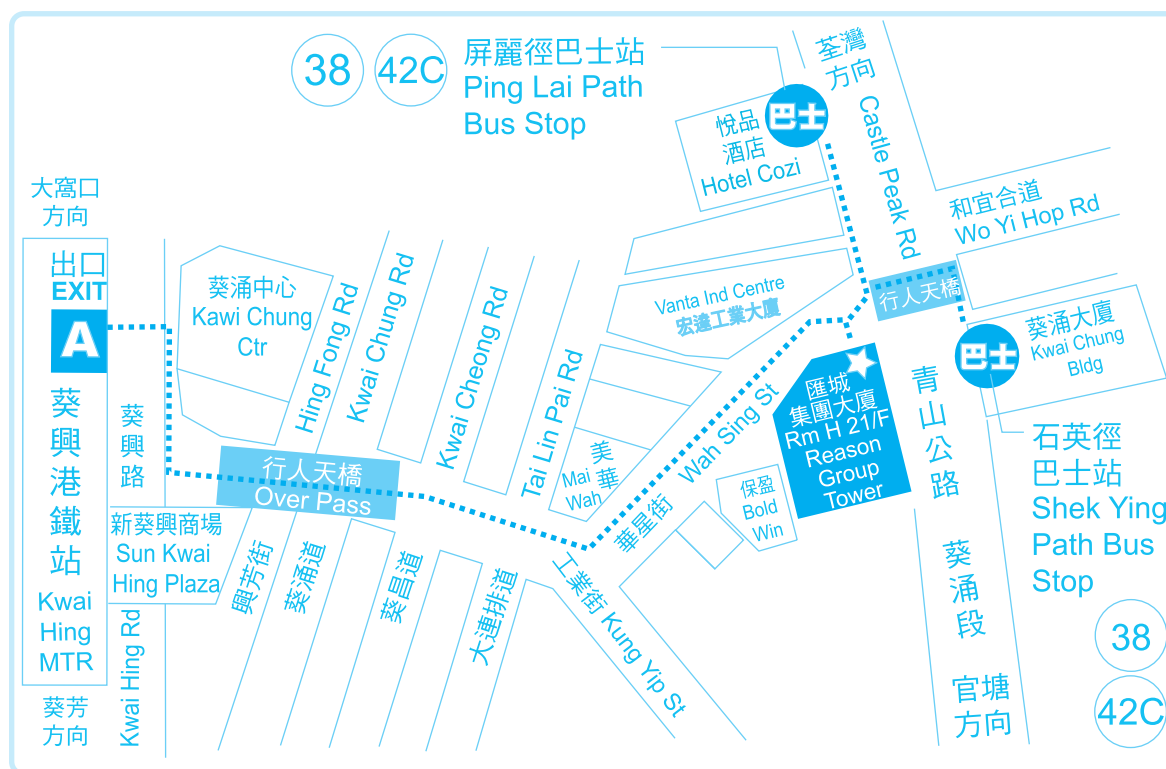 38
42C
屏麗徑巴士站
Ping Lai Path
Bus Stop
荃灣
方向
Castle Peak Rd
巴士
悅品
酒店
Hotel Cozi
和宜合道
Wo Yi Hop Rd
大窩口
方向
出口
EXIT
A
葵興港鐵站
Kwai
Hing
MTR
葵芳
方向
葵興路
Kwai Hing Rd
葵涌中心
Kawi Chung
Ctr
Hing Fong Rd
Kwai Chung Rd
Kwai Cheong Rd
Tai Lin Pai Rd
行人天橋
Over Pass
新葵興商場
Sun Kwai
Hing Plaza
興芳街
葵涌道
葵昌道
大連排道
工業街 Kung Yip St
Vanta Ind Centre
宏達工業大廈
美華
Mai
Wah
華星街
Wah Sing St
保盈
Bold
Win
匯城
集團大廈
Rm H 21/F
Reason
Group
Tower
行人天橋
巴士
葵涌大廈
Kwai Chung
Bldg
青山公路
葵涌段
官塘
方向
石英徑
巴士站
Shek Ying
Path Bus
Stop
38
42C